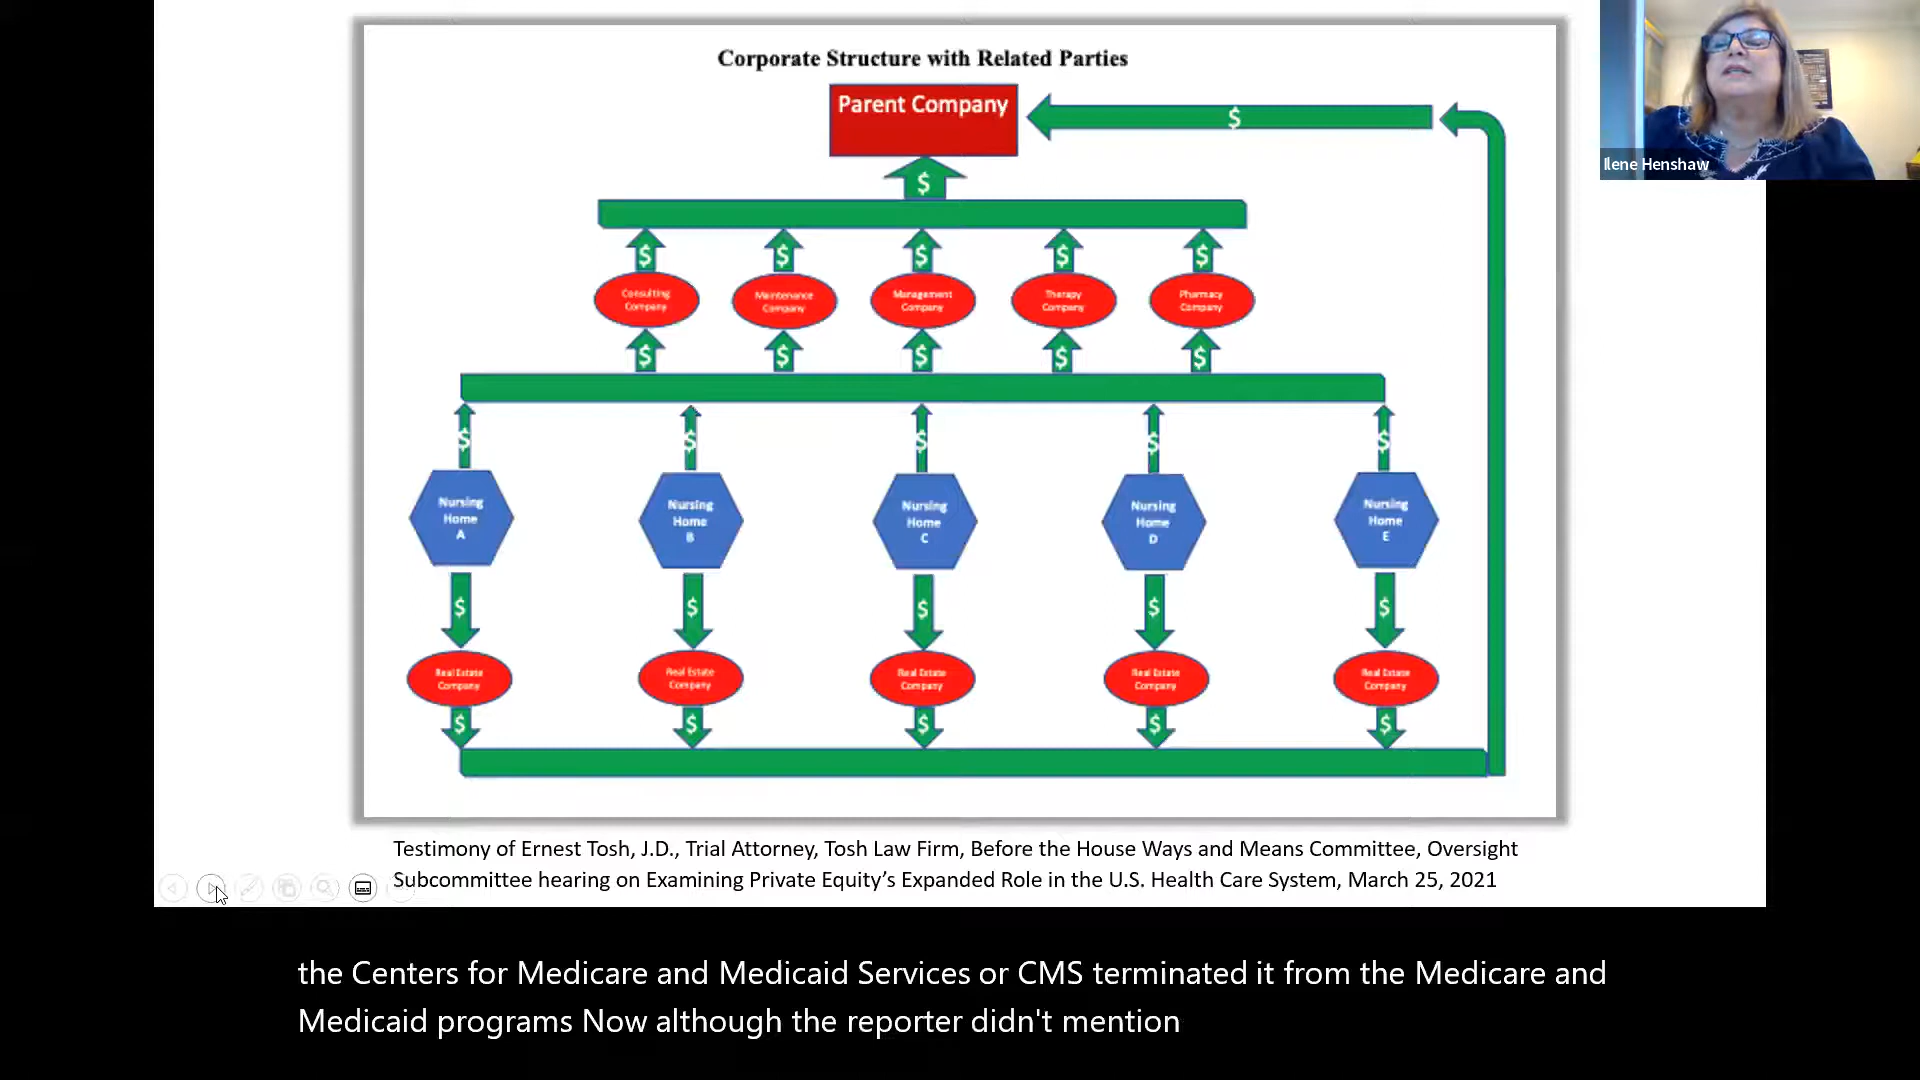 Corporate Structure with Related Parties
Parent Company
$
$
$ $ $ $ $
Consulting
Company
Maintenance
Company
Management
Company
Therapy
Company
Pharmacy
Company
$ $ $ $ $
$ $ $ $ $
Nursing
Home
A
Nursing
Home
B
Nursing
Home
C
Nursing
Home
D
Nursing
Home
E
$ $ $ $ $
Real Estate
Company
Real Estate
Company
Real Estate
Company
Real Estate
Company
Real Estate
Company
$ $ $ $ $
Testimony of Ernest Tosh, J.D., Trial Attorney, Tosh Law Firm, Before the House Ways and Means Committee, Oversight
Subcommittee hearing on Examining Private Equity's Expanded Role in the U.S. Health Care System, March 25, 2021
Ilene Henshaw
the Centers for Medicare and Medicaid Services or CMS terminated it from the Medicare and
Medicaid programs Now although the reporter didn't mention